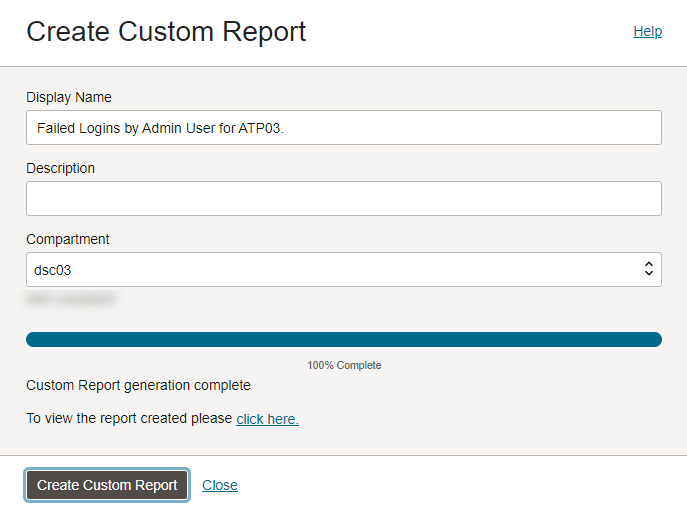 Create Custom Report
Help
Display Name
Failed Logins by Admin User for ATP03.
Description
Compartment
dsc03
100% Complete
Custom Report generation complete
To view the report created please click here.
Create Custom Report
Close